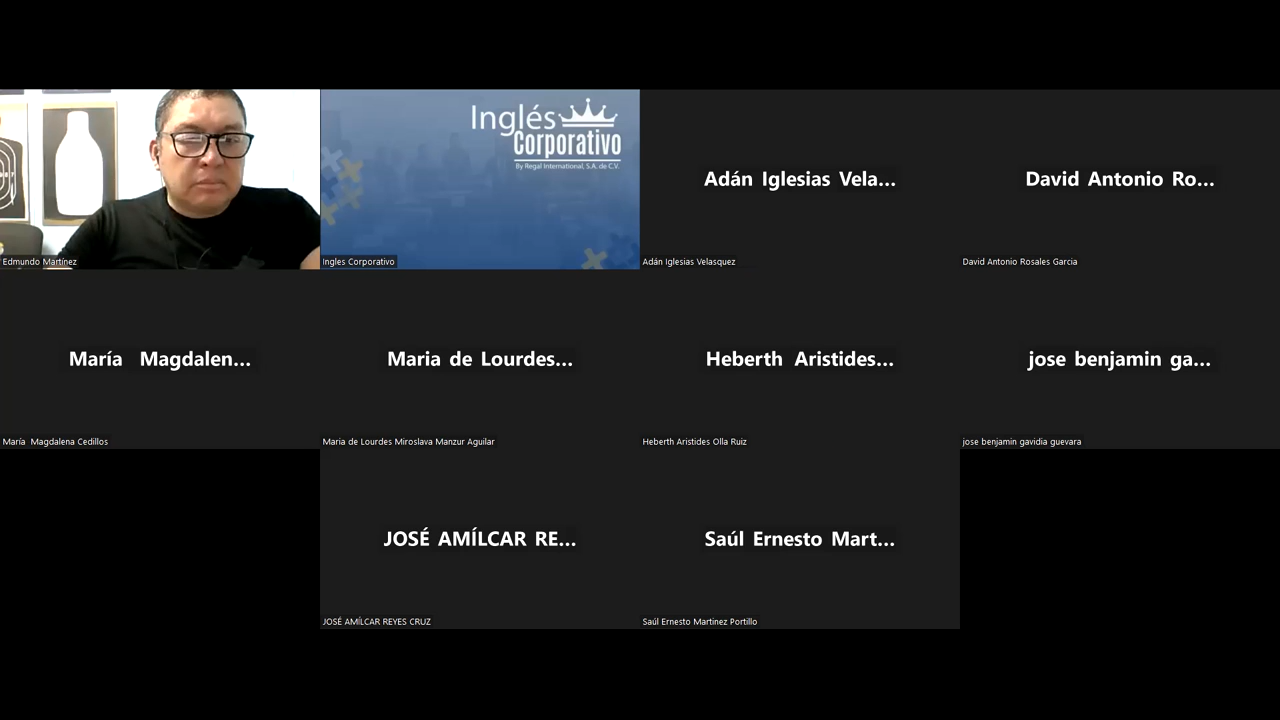 Inglés
Corporativo
By Regal International, S.A. de C.V.
Adán Iglesias Vela...
David Antonio Ro...
Edmundo Martínez
Ingles Corporativo
Adán Iglesias Velasquez
David Antonio Rosales Garcia
María Magdalen...
Maria de Lourdes...
Heberth Aristides...
jose benjamin ga...
María Magdalena Cedillos
Maria de Lourdes Miroslava Manzur Aguilar
Heberth Aristides Olla Ruiz
jose benjamin gavidia guevara
JOSÉ AMÍLCAR RE...
Saúl Ernesto Mart...
JOSÉ AMÍLCAR REYES CRUZ
Saúl Ernesto Martinez Portillo